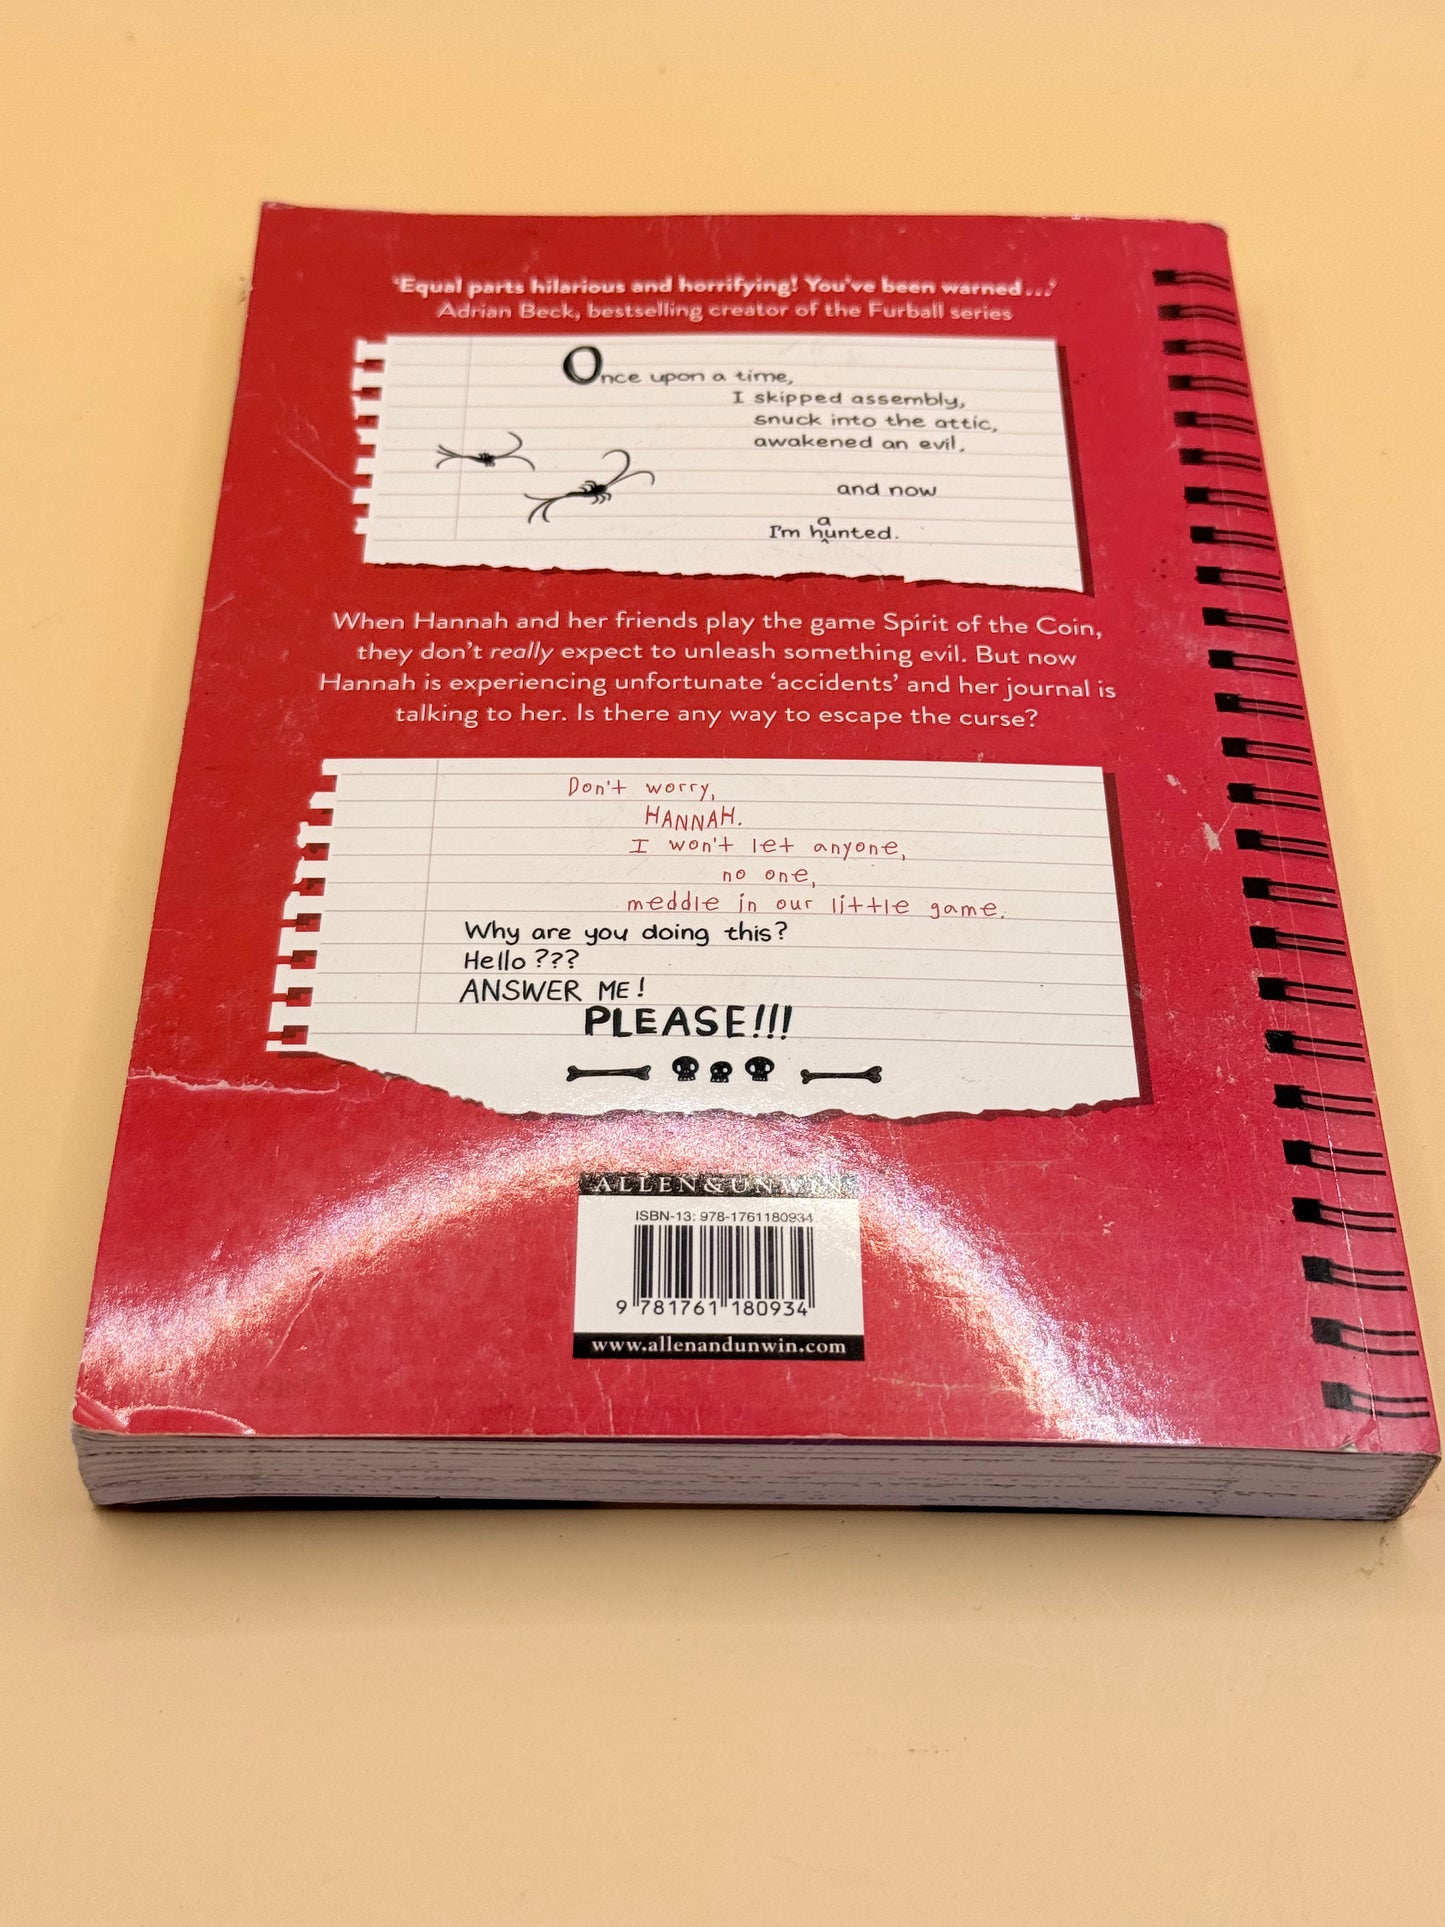 ‘Equal parts hilarious and horrifying! You’ve been warned...’
Adrian Beck, bestselling creator of the Furball series
Once upon a time,
I skipped assembly,
snuck into the attic,
awakened an evil,
and now
a
I'm hunted.
When Hannah and her friends play the game Spirit of the Coin,
they don’t really expect to unleash something evil. But now
Hannah is experiencing unfortunate ‘accidents’ and her journal is
talking to her. Is there any way to escape the curse?
Don't worry,
HANNAH.
I won't let anyone,
no one,
meddle in our little game.
Why are you doing this?
Hello???
ANSWER ME!
PLEASE!!!
ALLEN & UNWIN
ISBN-13: 978-1761180934
9 781761 180934
www.allenandunwin.com